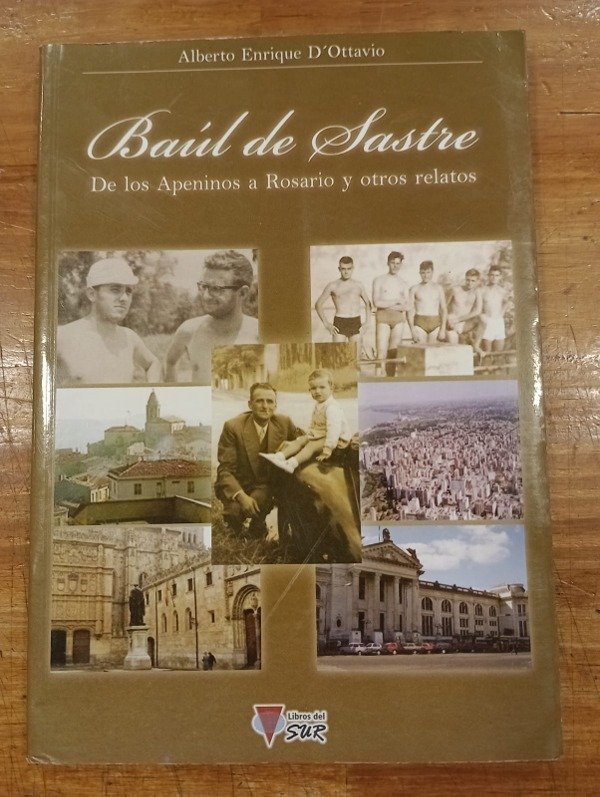 Alberto Enrique D´Ottavio
Baúl de Sastre
De los Apeninos a Rosario y otros relatos
Libros del
SUR